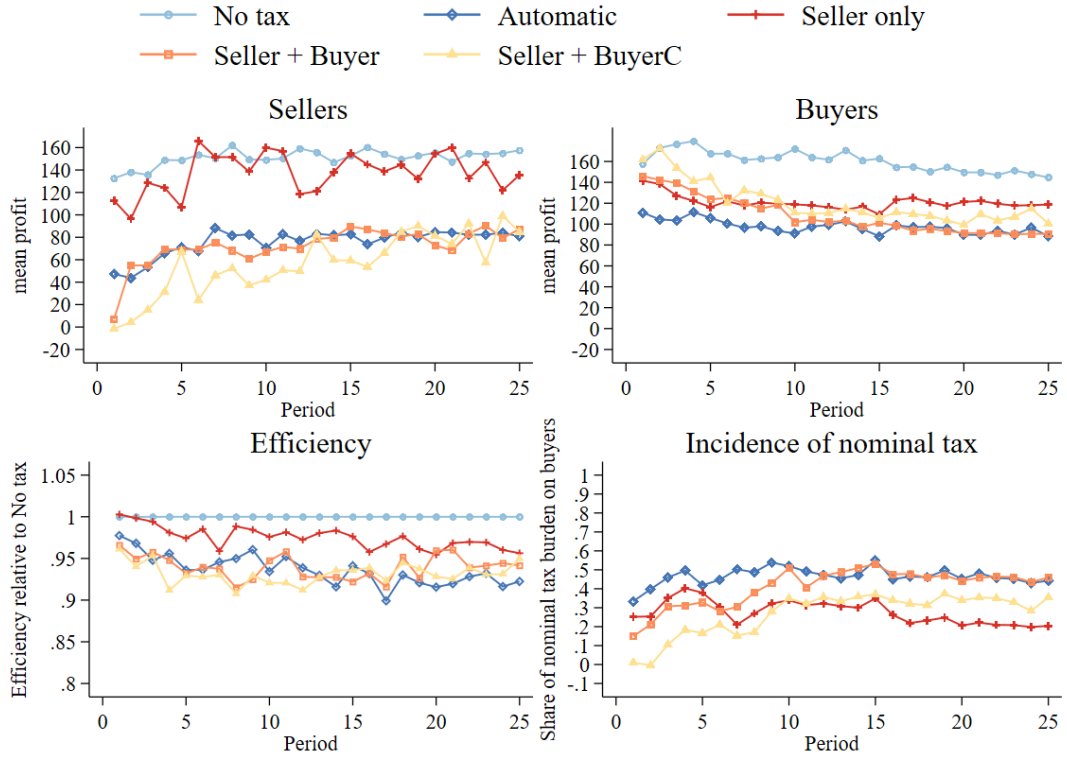 No tax Automatic Seller only
Seller + Buyer Seller + BuyerC
Sellers
mean profit
160
140
120
100
80
60
40
20
0
-20
0 5 10 15 20 25
Period
Buyers
mean profit
160
140
120
100
80
60
40
20
0
-20
0 5 10 15 20 25
Period
Efficiency
Efficiency relative to No tax
1.05
1
.95
.9
.85
.8
0 5 10 15 20 25
Period
Incidence of nominal tax
Share of nominal tax burden on buyers
1
.9
.8
.7
.6
.5
.4
.3
.2
.1
0
-.1
0 5 10 15 20 25
Period